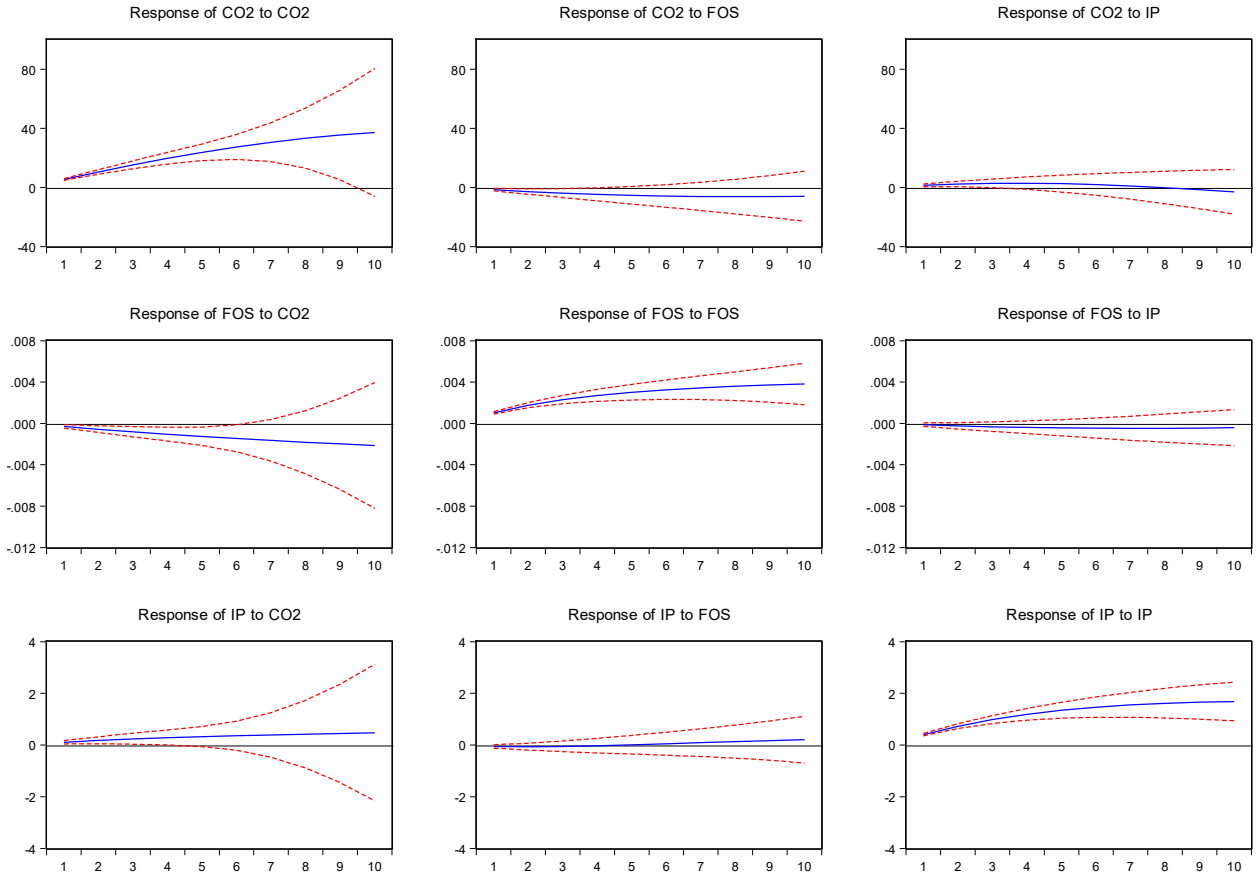 Response of CO2 to CO2
80
40
0
-40
1 2 3 4 5 6 7 8 9 10
Response of CO2 to FOS
80
40
0
-40
1 2 3 4 5 6 7 8 9 10
Response of CO2 to IP
80
40
0
-40
1 2 3 4 5 6 7 8 9 10
Response of FOS to CO2
.008
.004
.000
-.004
-.008
-.012
1 2 3 4 5 6 7 8 9 10
Response of FOS to FOS
.008
.004
.000
-.004
-.008
-.012
1 2 3 4 5 6 7 8 9 10
Response of FOS to IP
.008
.004
.000
-.004
-.008
-.012
1 2 3 4 5 6 7 8 9 10
Response of IP to CO2
4
2
0
-2
-4
1 2 3 4 5 6 7 8 9 10
Response of IP to FOS
4
2
0
-2
-4
1 2 3 4 5 6 7 8 9 10
Response of IP to IP
4
2
0
-2
-4
1 2 3 4 5 6 7 8 9 10